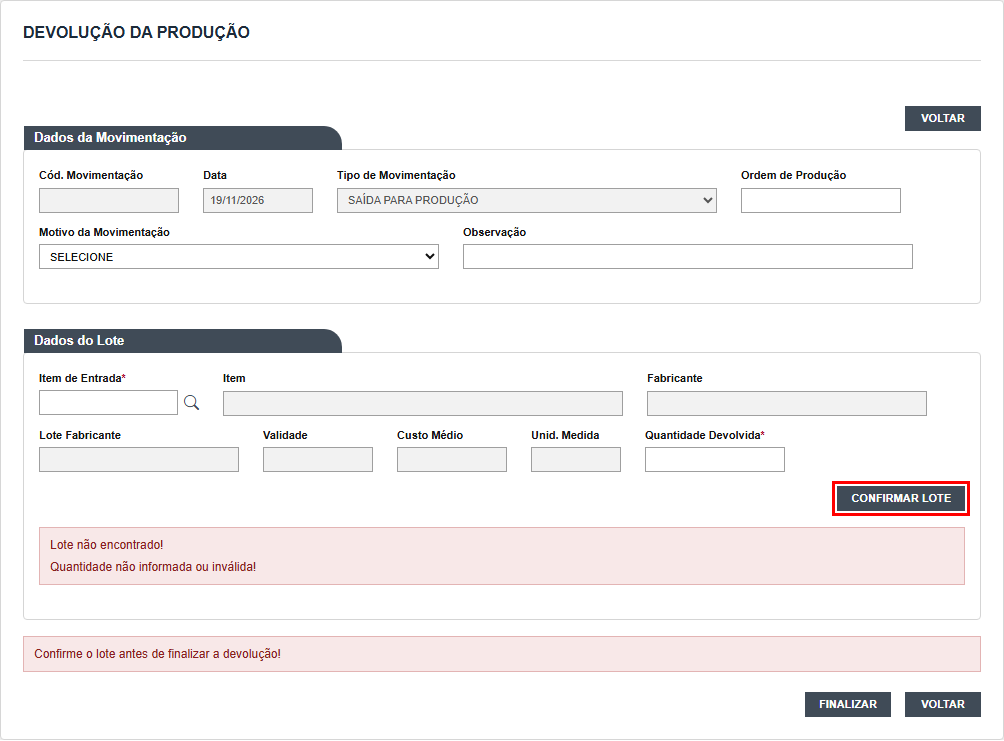 DEVOLUÇÃO DA PRODUÇÃO
VOLTAR
Dados da Movimentação
Cód. Movimentação Data Tipo de Movimentação Ordem de Produção
19/11/2026 SAÍDA PARA PRODUÇÃO
Motivo da Movimentação Observação
SELECIONE
Dados do Lote
Item de Entrada* Item Fabricante
Lote Fabricante Validade Custo Médio Unid. Medida Quantidade Devolvida*
CONFIRMAR LOTE
Lote não encontrado!
Quantidade não informada ou inválida!
Confirme o lote antes de finalizar a devolução!
FINALIZAR VOLTAR